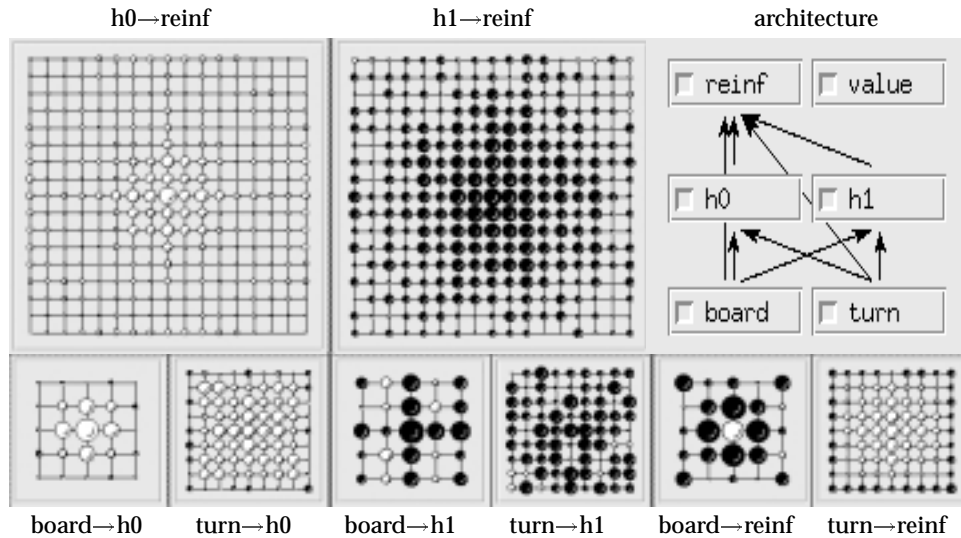 h0→reinf h1→reinf architecture
reinf value
h0 h1
board turn
board→h0 turn→h0 board→h1 turn→h1 board→reinf turn→reinf